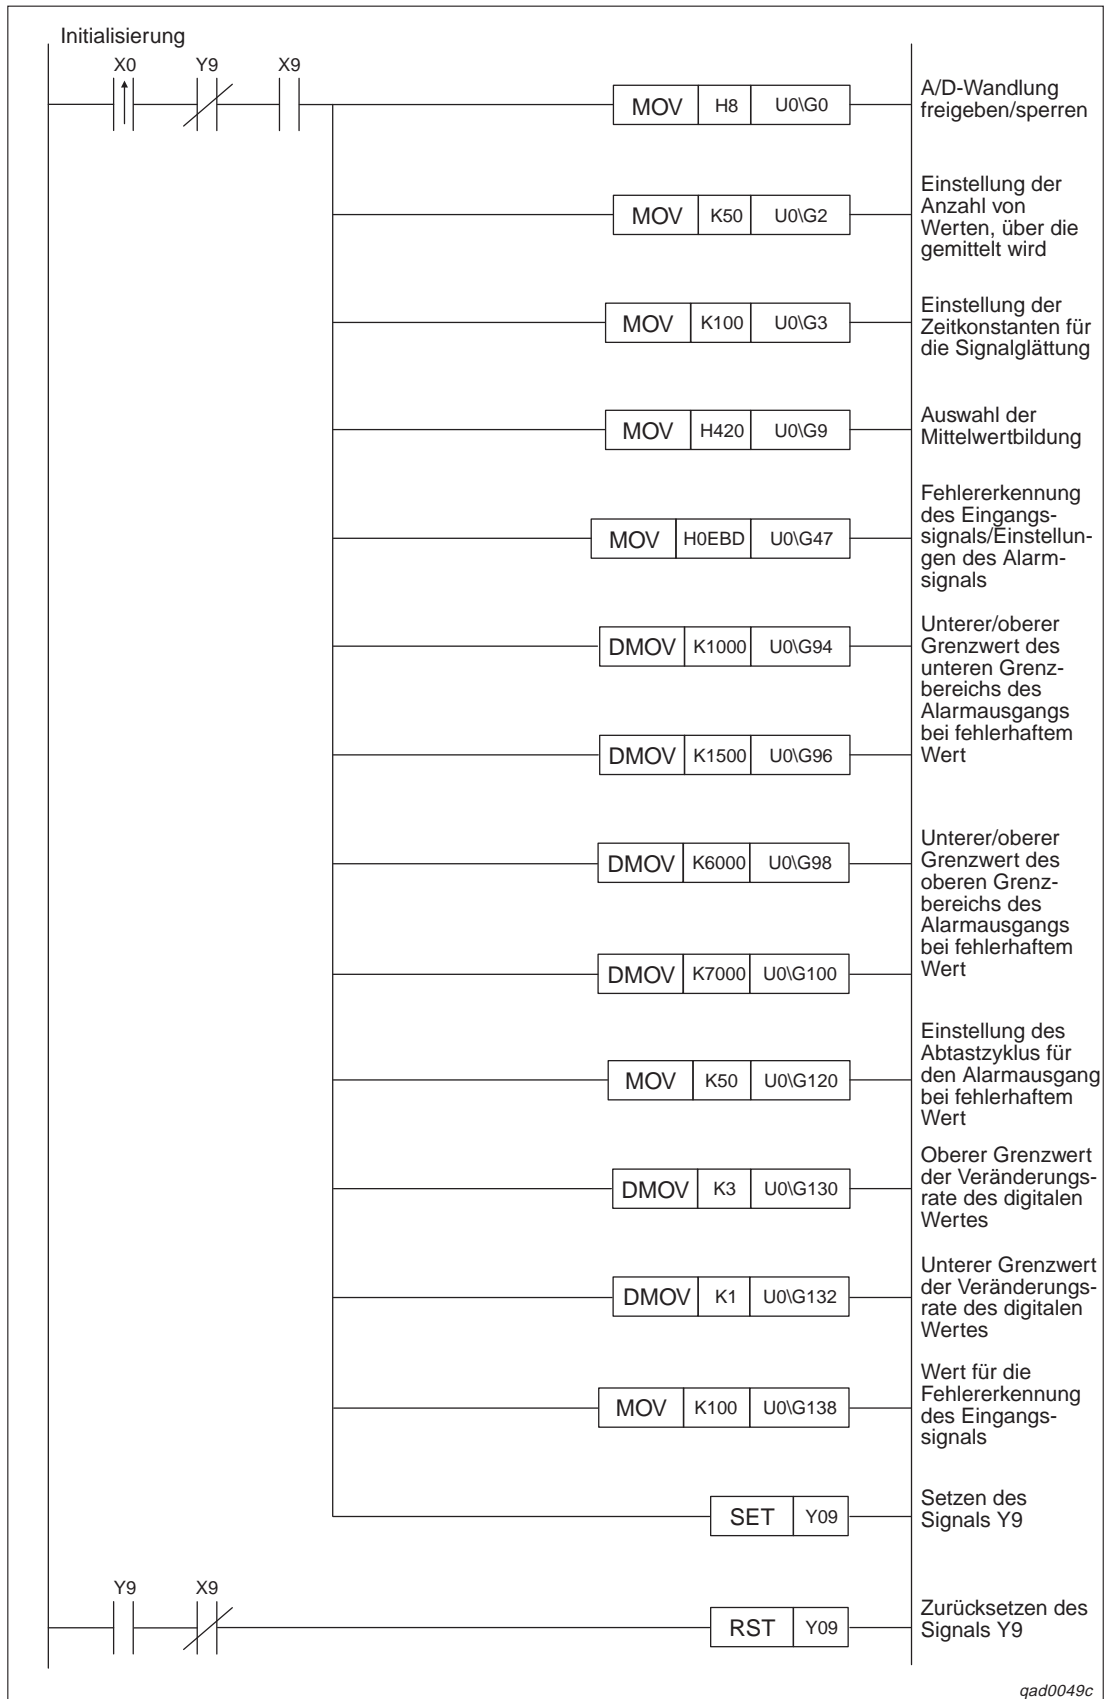 Initialisierung
X0 Y9 X9
MOV H8 U0\G0
A/D-Wandlung
freigeben/sperren
MOV K50 U0\G2
Einstellung der
Anzahl von
Werten, über die
gemittelt wird
MOV K100 U0\G3
Einstellung der
Zeitkonstanten für
die Signalglättung
MOV H420 U0\G9
Auswahl der
Mittelwertbildung
MOV H0EBD U0\G47
Fehlererkennung
des Eingangs-
signals/Einstellun-
gen des Alarm-
signals
DMOV K1000 U0\G94
DMOV K1500 U0\G96
Unterer/oberer
Grenzwert des
unteren Grenz-
bereichs des
Alarmausgangs
bei fehlerhaftem
Wert
DMOV K6000 U0\G98
DMOV K7000 U0\G100
Unterer/oberer
Grenzwert des
oberen Grenz-
bereichs des
Alarmausgangs
bei fehlerhaftem
Wert
MOV K50 U0\G120
Einstellung des
Abtastzyklus für
den Alarmausgang
bei fehlerhaftem
Wert
DMOV K3 U0\G130
Oberer Grenzwert
der Veränderungs-
rate des digitalen
Wertes
DMOV K1 U0\G132
Unterer Grenzwert
der Veränderungs-
rate des digitalen
Wertes
MOV K100 U0\G138
Wert für die
Fehlererkennung
des Eingangs-
signals
SET Y09
Setzen des
Signals Y9
Y9 X9
RST Y09
Zurücksetzen des
Signals Y9
qad0049c